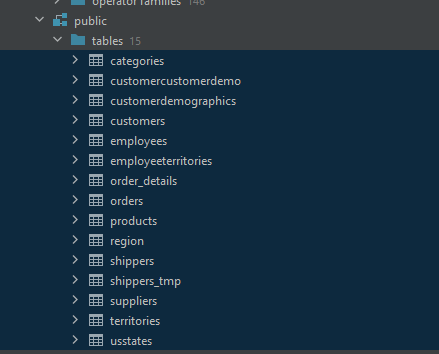 operator families 146
public
tables 15
categories
customercustomerdemo
customerdemographics
customers
employees
employeeterritories
order_details
orders
products
region
shippers
shippers_tmp
suppliers
territories
usstates